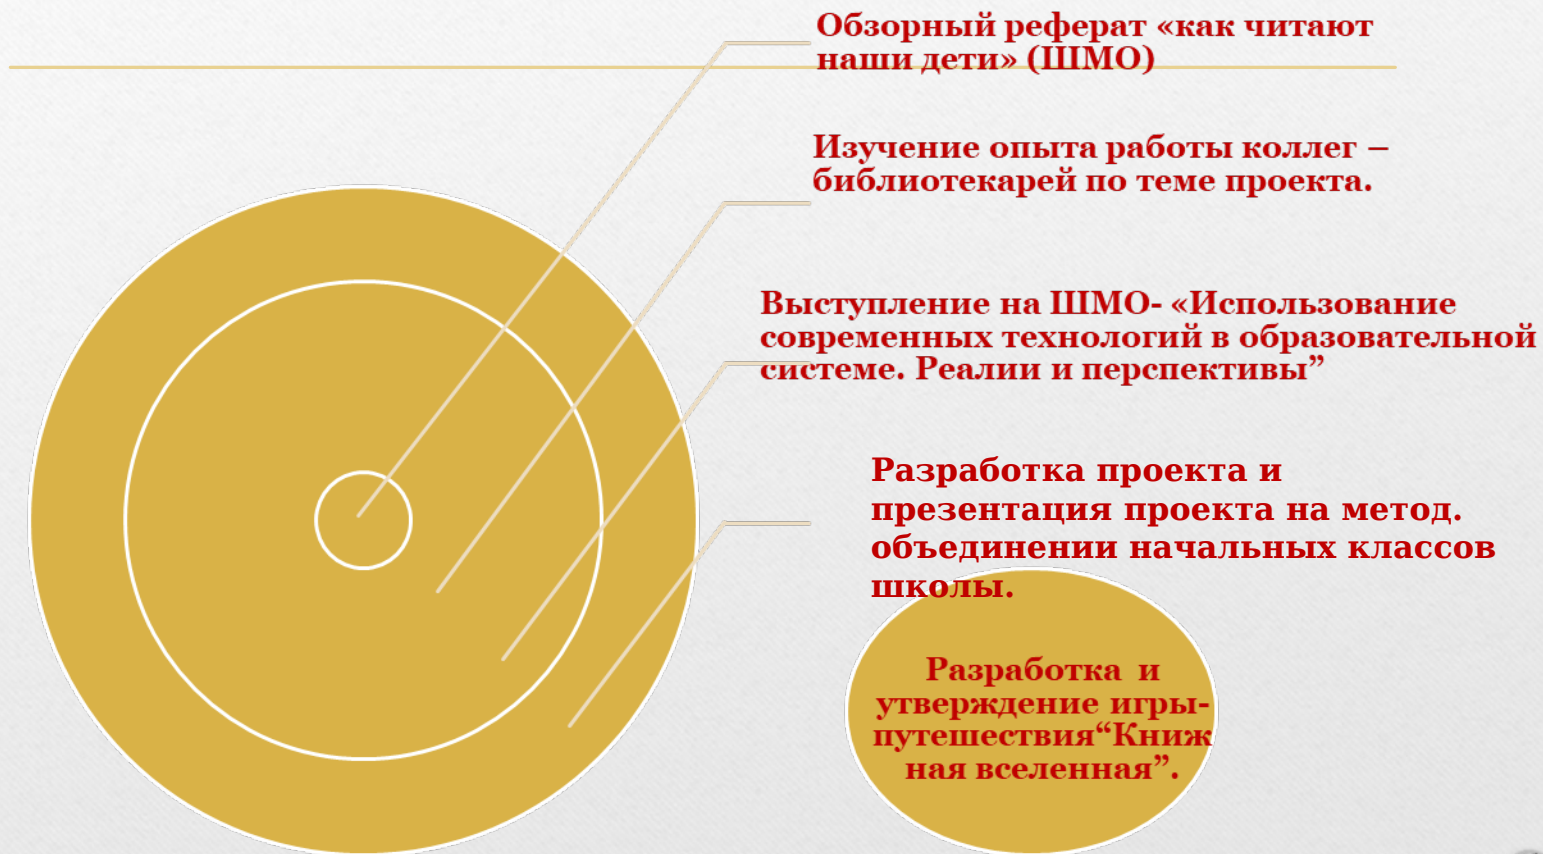 Обзорный реферат «как читают
наши дети» (ШМО)
Изучение опыта работы коллег –
библиотекарей по теме проекта.
Выступление на ШМО- «Использование
современных технологий в образовательной
системе. Реалии и перспективы”
Разработка проекта и
презентация проекта на метод.
объединении начальных классов
школы.
Разработка и
утверждение игры-
путешествия“Книж
ная вселенная”.